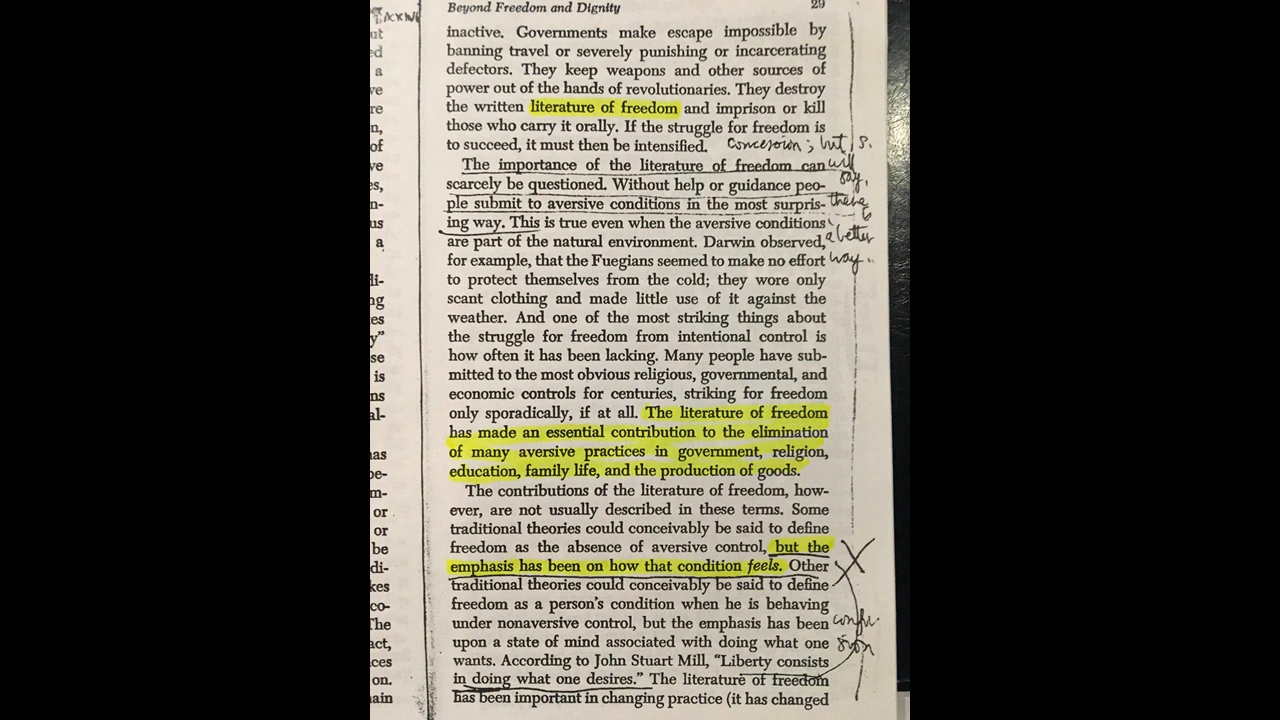 Beyond Freedom and Dignity 29
inactive. Governments make escape impossible by
banning travel or severely punishing or incarcerating
defectors. They keep weapons and other sources of
power out of the hands of revolutionaries. They destroy
the written literature of freedom and imprison or kill
those who carry it orally. If the struggle for freedom is
to succeed, it must then be intensified.
The importance of the literature of freedom can
scarcely be questioned. Without help or guidance peo-
ple submit to aversive conditions in the most surpris-
ing way. This is true even when the aversive conditions
are part of the natural environment. Darwin observed,
for example, that the Fuegians seemed to make no effort
to protect themselves from the cold; they wore only
scant clothing and made little use of it against the
weather. And one of the most striking things about
the struggle for freedom from intentional control is
how often it has been lacking. Many people have sub-
mitted to the most obvious religious, governmental, and
economic controls for centuries, striking for freedom
only sporadically, if at all. The literature of freedom
has made an essential contribution to the elimination
of many aversive practices in government, religion,
education, family life, and the production of goods.
The contributions of the literature of freedom, how-
ever, are not usually described in these terms. Some
traditional theories could conceivably be said to define
freedom as the absence of aversive control, but the
emphasis has been on how that condition feels. Other
traditional theories could conceivably be said to define
freedom as a person's condition when he is behaving
under nonaversive control, but the emphasis has been
upon a state of mind associated with doing what one
wants. According to John Stuart Mill, "Liberty consists
in doing what one desires." The literature of freedom
has been important in changing practice (it has changed
but S.
will
say,
there
a better
way..
confu-
sion
a
of
us
a
ng
es
se
is
ns
or
or
be
on.